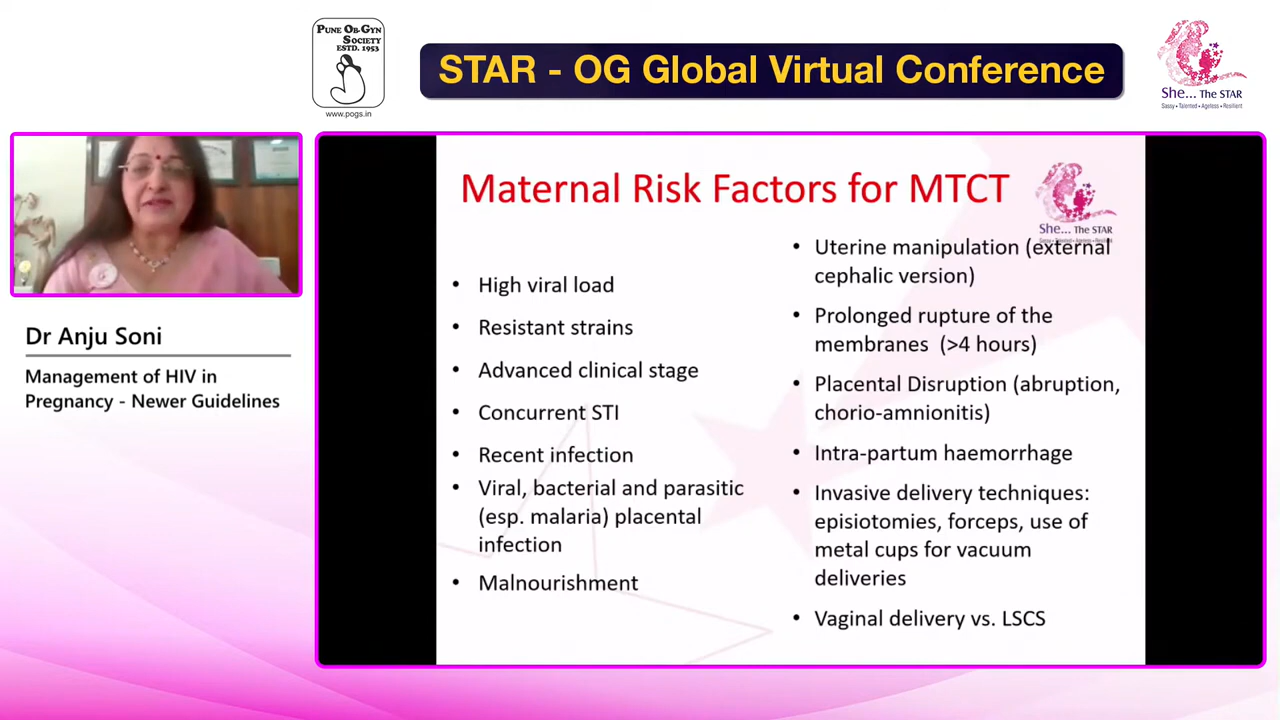 PUNE OB-GYN
SOCIETY
ESTD. 1953
www.pogs.in
STAR - OG Global Virtual Conference
She... The STAR
Sassy • Talented • Ageless • Resilient
Dr Anju Soni
Management of HIV in
Pregnancy - Newer Guidelines
Maternal Risk Factors for MTCT
She... The STAR
• High viral load
• Resistant strains
• Advanced clinical stage
• Concurrent STI
• Recent infection
• Viral, bacterial and parasitic
(esp. malaria) placental
infection
• Malnourishment
• Uterine manipulation (external
cephalic version)
• Prolonged rupture of the
membranes (>4 hours)
• Placental Disruption (abruption,
chorio-amnionitis)
• Intra-partum haemorrhage
• Invasive delivery techniques:
episiotomies, forceps, use of
metal cups for vacuum
deliveries
• Vaginal delivery vs. LSCS